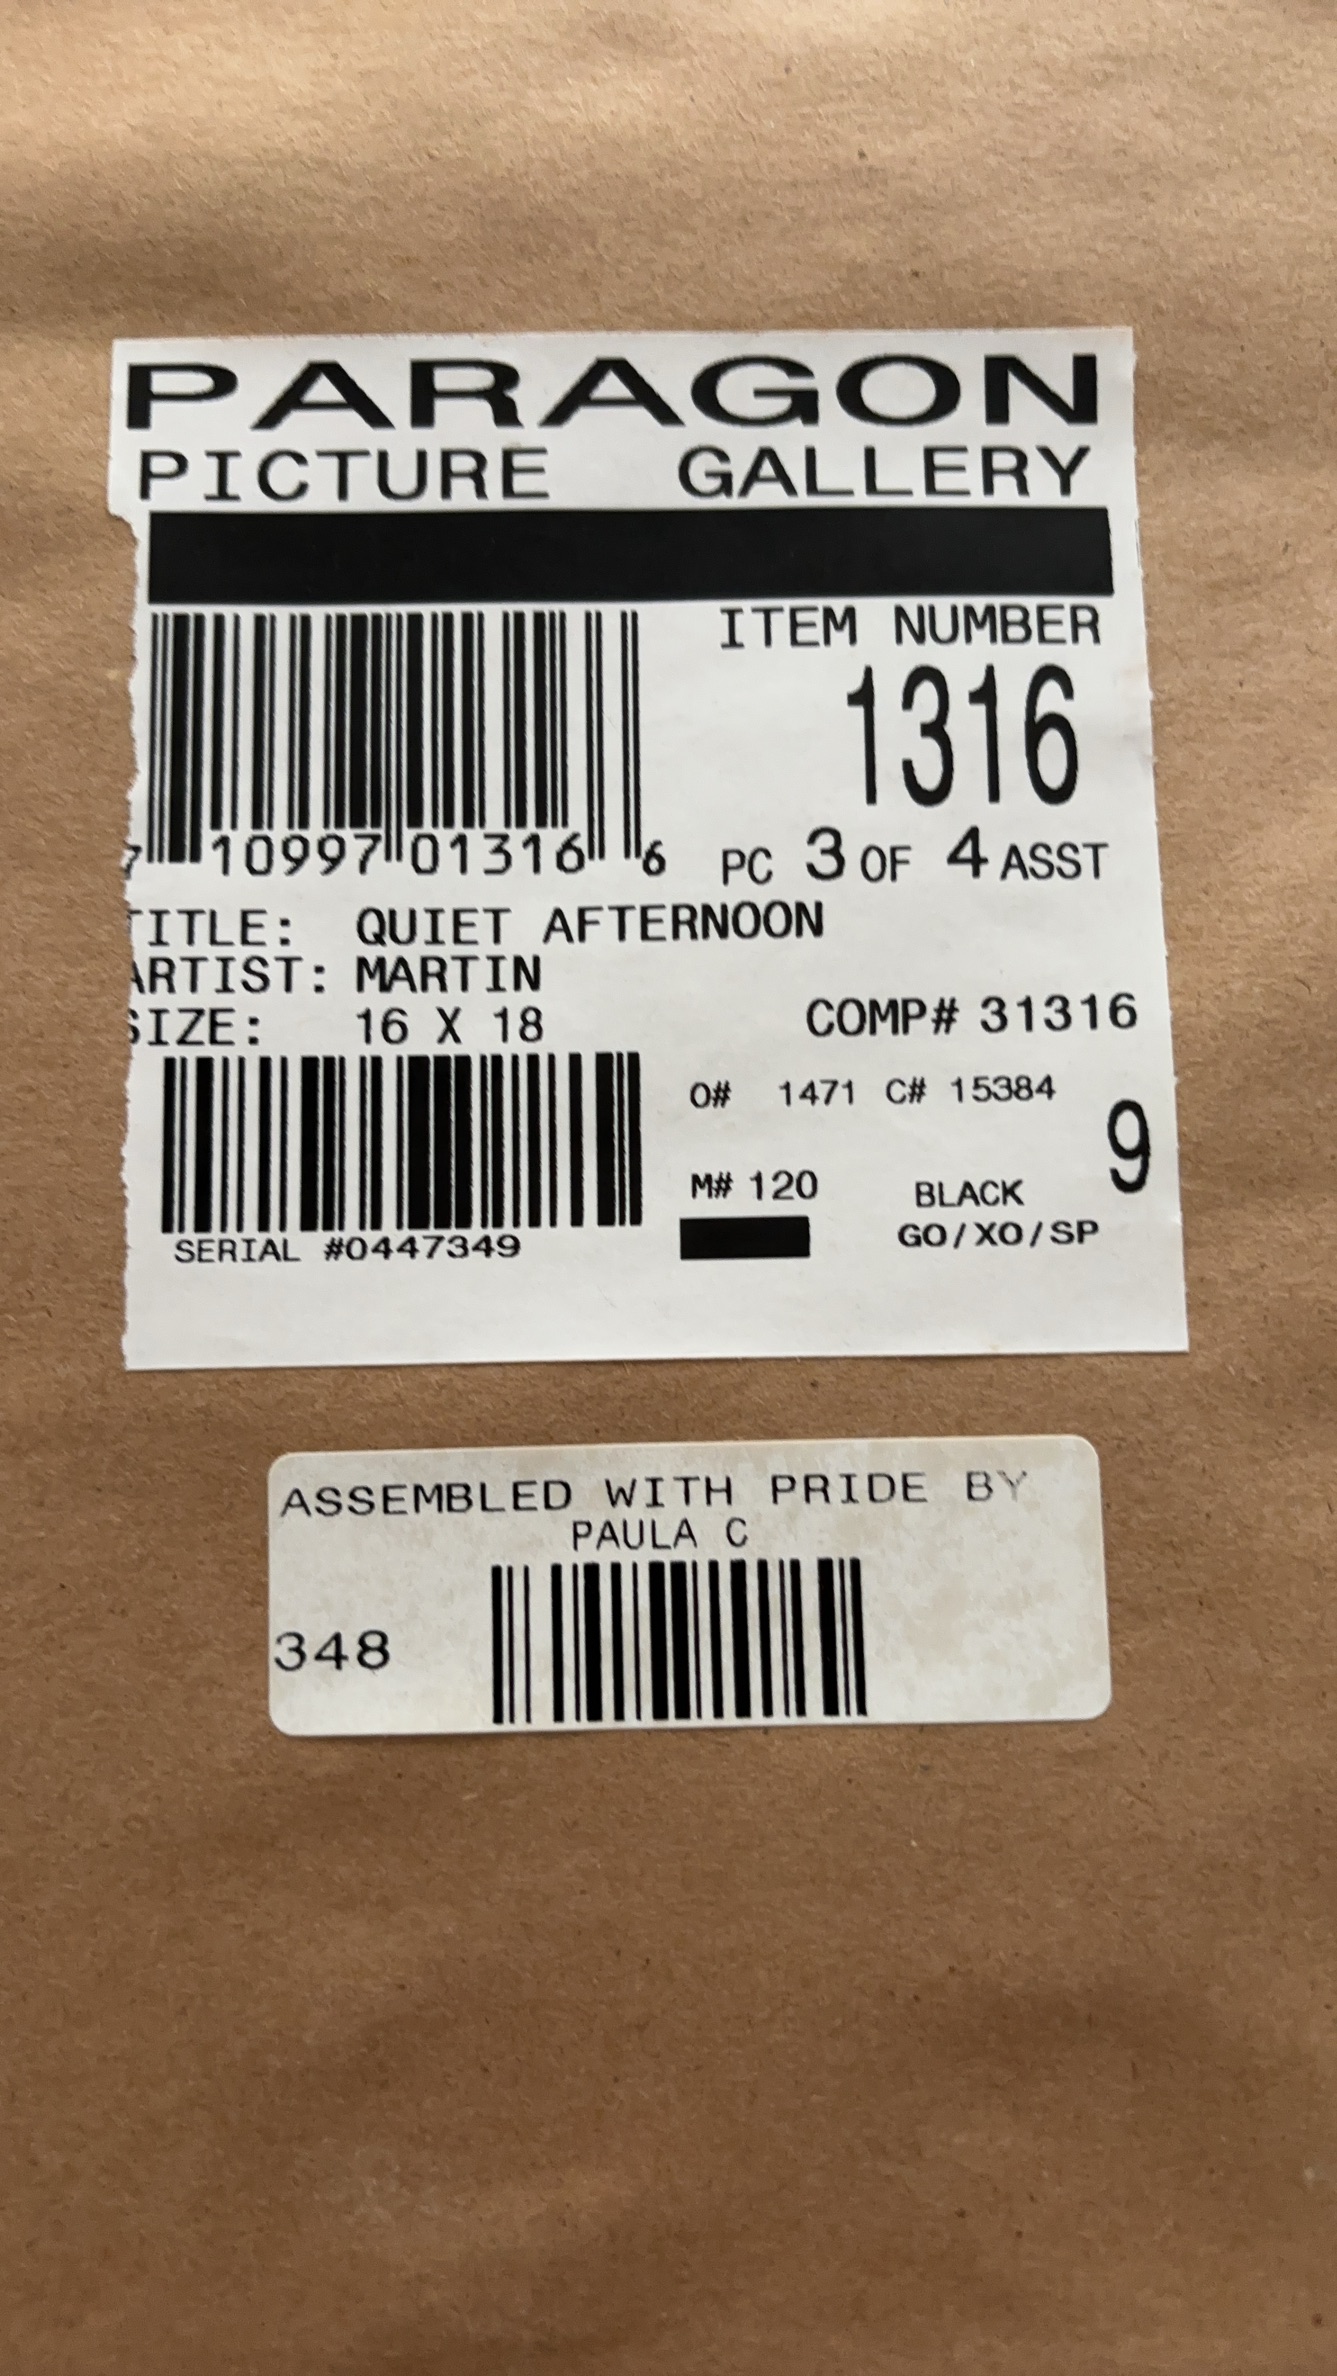 PARAGON
PICTURE GALLERY
ITEM NUMBER
1316
7 10997 01316 6
PC 3 OF 4 ASST
TITLE: QUIET AFTERNOON
ARTIST: MARTIN
SIZE: 16 X 18
COMP# 31316
O# 1471 C# 15384
9
M# 120 BLACK
GO/XO/SP
SERIAL #0447349
ASSEMBLED WITH PRIDE BY
PAULA C
348